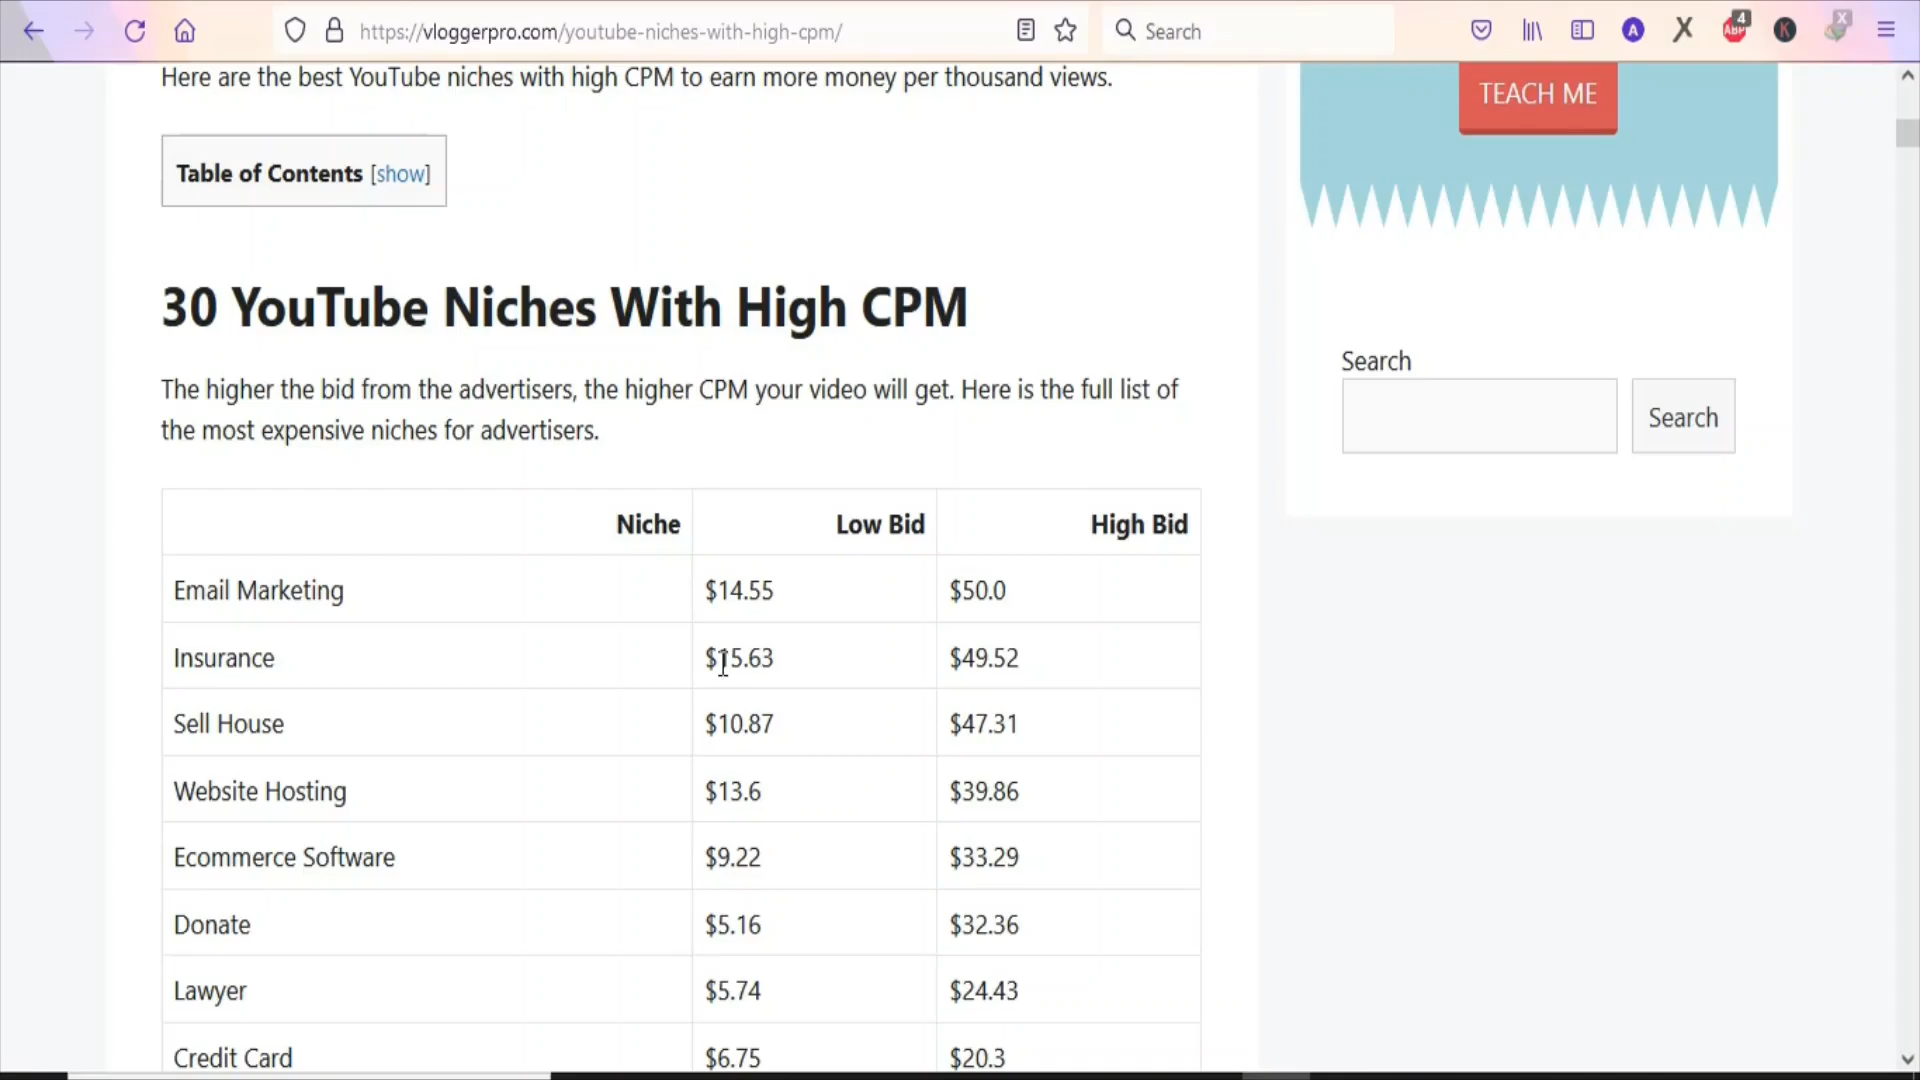 https://vloggerpro.com/youtube-niches-with-high-cpm/
Search
A
ABP
4
K
X
Here are the best YouTube niches with high CPM to earn more money per thousand views.
TEACH ME
Table of Contents [show]
30 YouTube Niches With High CPM
The higher the bid from the advertisers, the higher CPM your video will get. Here is the full list of
the most expensive niches for advertisers.
Search
Search
Niche Low Bid High Bid
Email Marketing $14.55 $50.0
Insurance $15.63 $49.52
Sell House $10.87 $47.31
Website Hosting $13.6 $39.86
Ecommerce Software $9.22 $33.29
Donate $5.16 $32.36
Lawyer $5.74 $24.43
Credit Card $6.75 $20.3